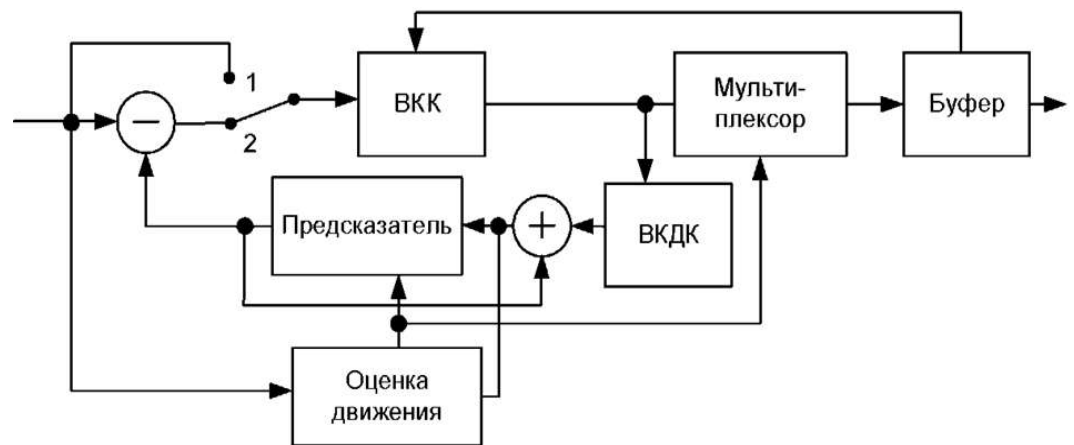 1
2
−
ВКК
Мульти-
плексор
Буфер
Предсказатель
+
ВКДК
Оценка
движения